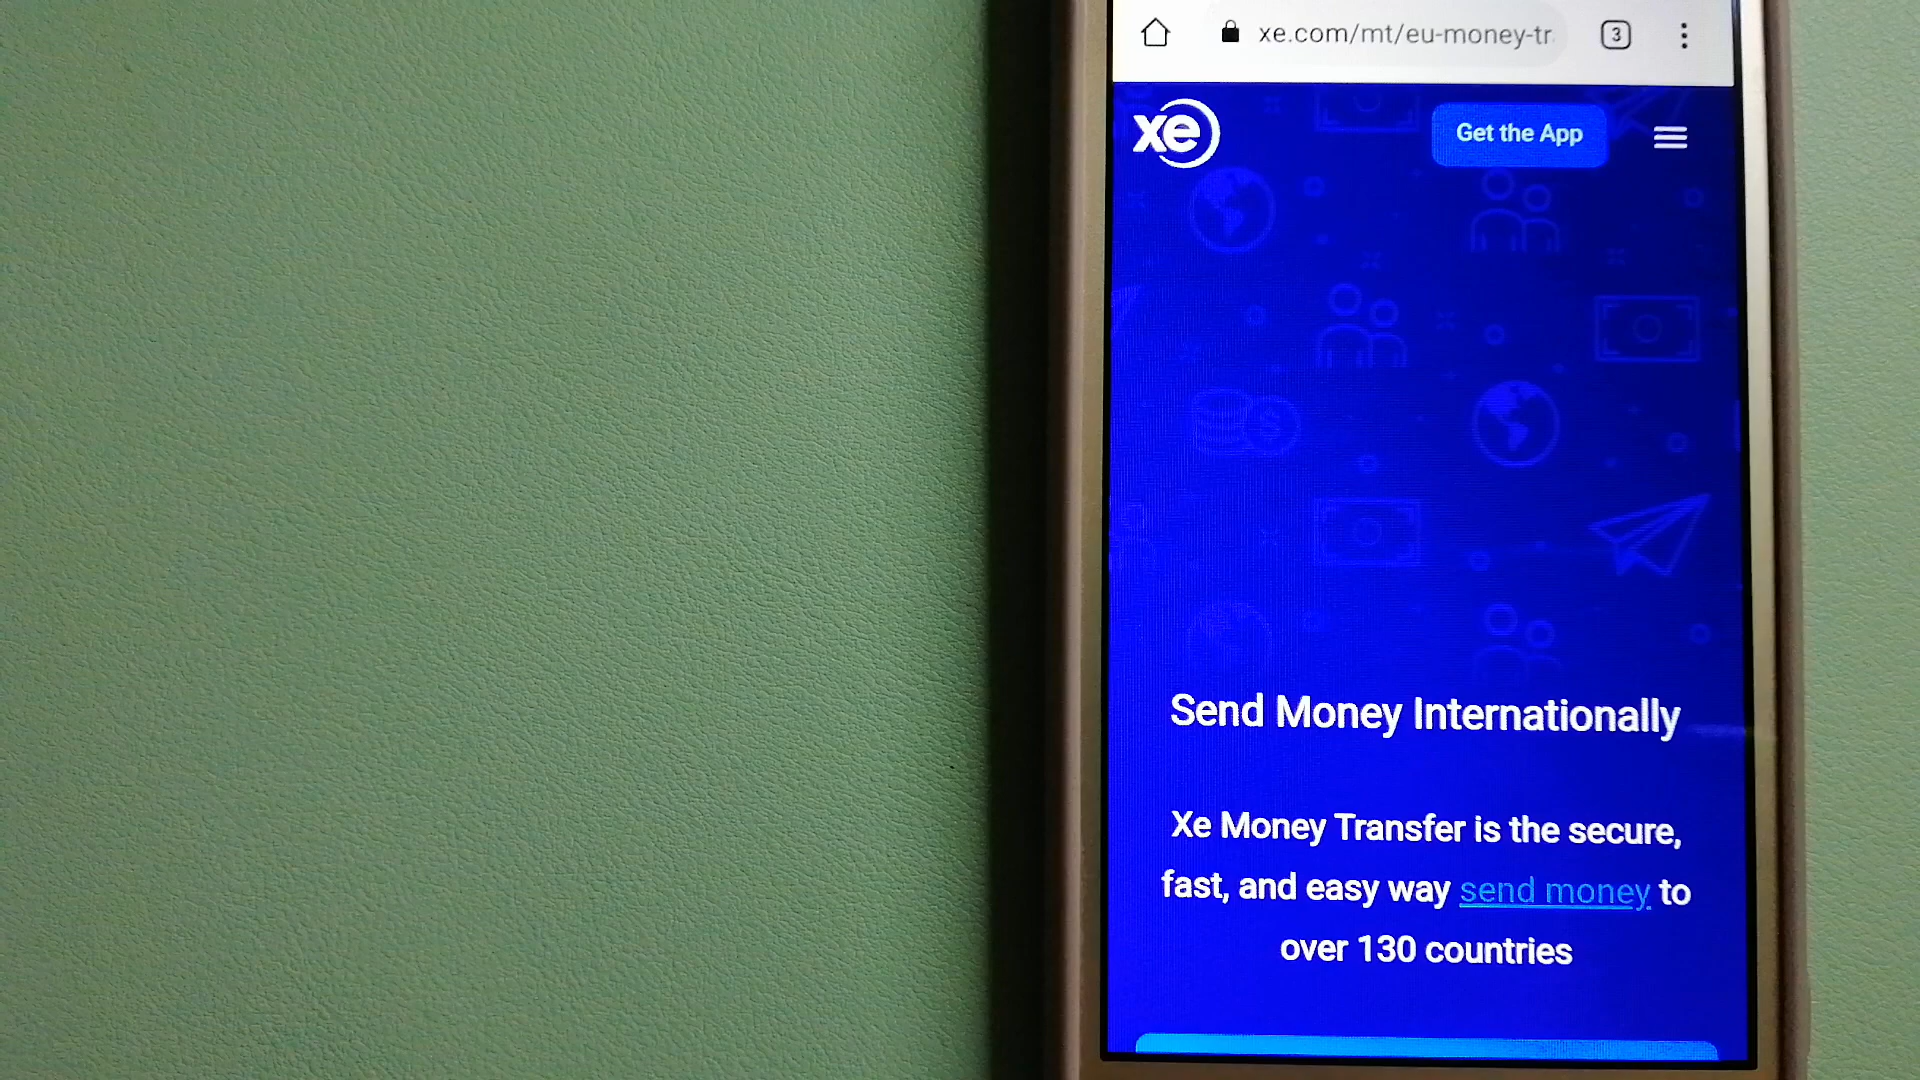 xe.com/mt/eu-money-tr
3
xe
Get the App
Send Money Internationally
Xe Money Transfer is the secure,
fast, and easy way send money to
over 130 countries